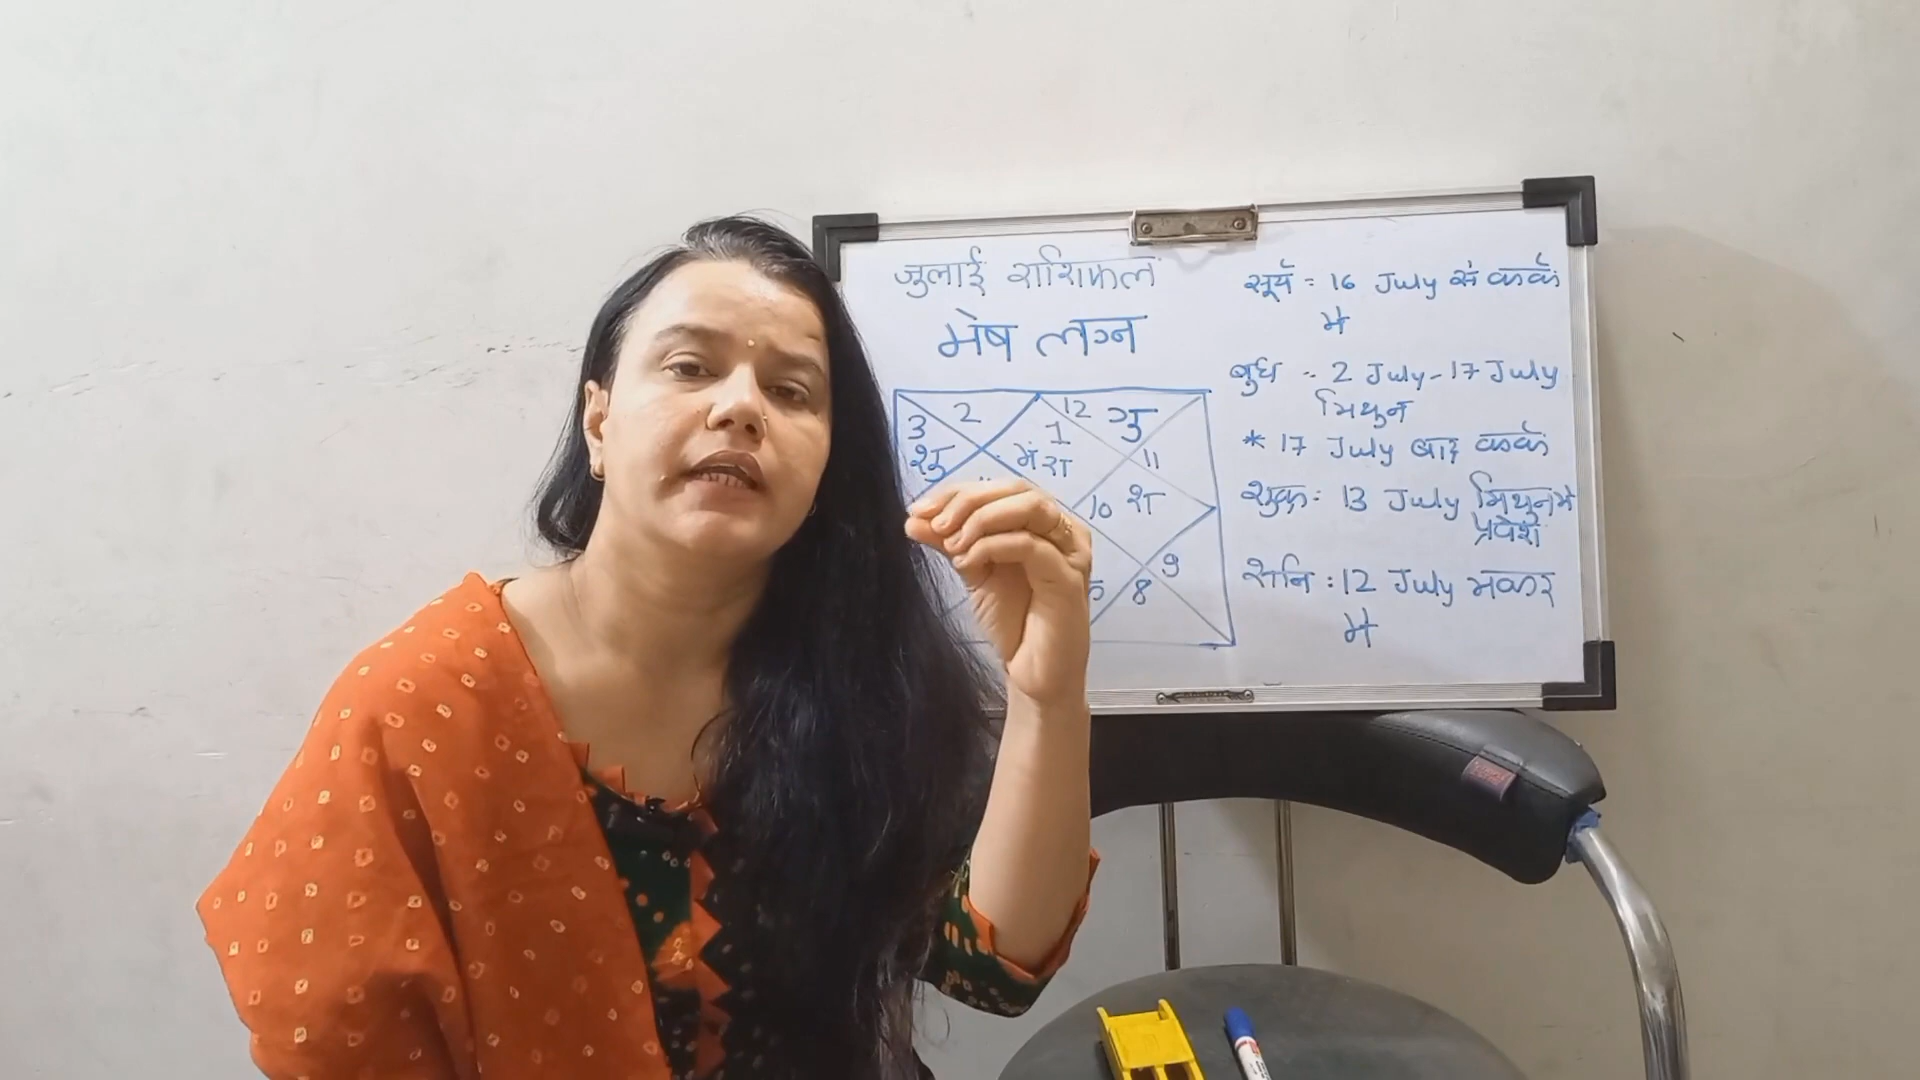 जुलाई राशिफल
मेष लग्न
2
12 गु
3
1
शु
मं रा
11
10 श
9
8
सूर्य = 16 July से कर्क
में
बुध - 2 July - 17 July
मिथुन
* 17 July बाद कर्क
शुक्र : 13 July मिथुन में
प्रवेश
शनि : 12 July मकर
में